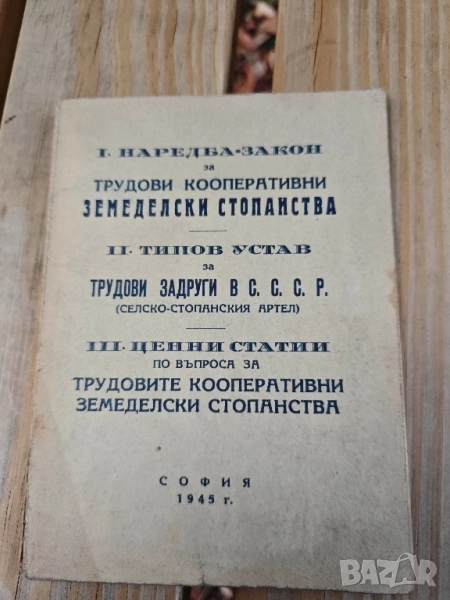 I. НАРЕДБА-ЗАКОН
за
ТРУДОВИ КООПЕРАТИВНИ
ЗЕМЕДЕЛСКИ СТОПАНСТВА
II. ТИПОВ УСТАВ
за
ТРУДОВИ ЗАДРУГИ В С. С. С. Р.
(СЕЛСКО-СТОПАНСКИЯ АРТЕЛ)
III. ЦЕННИ СТАТИИ
ПО ВЪПРОСА ЗА
ТРУДОВИТЕ КООПЕРАТИВНИ
ЗЕМЕДЕЛСКИ СТОПАНСТВА
СОФИЯ
1945 г.
BAZAR